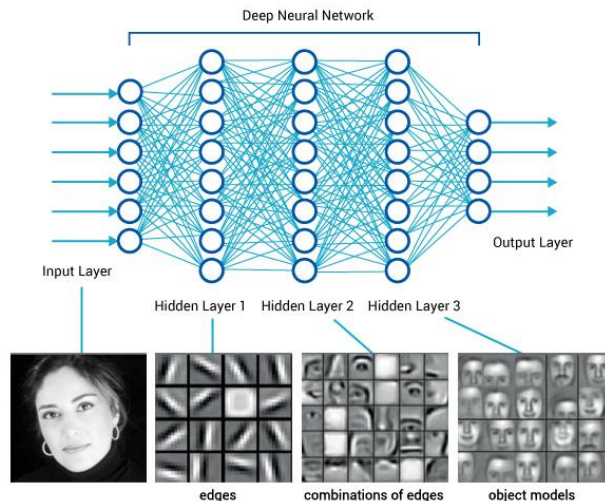 Deep Neural Network
Input Layer
Output Layer
Hidden Layer 1
Hidden Layer 2
Hidden Layer 3
edges
combinations of edges
object models